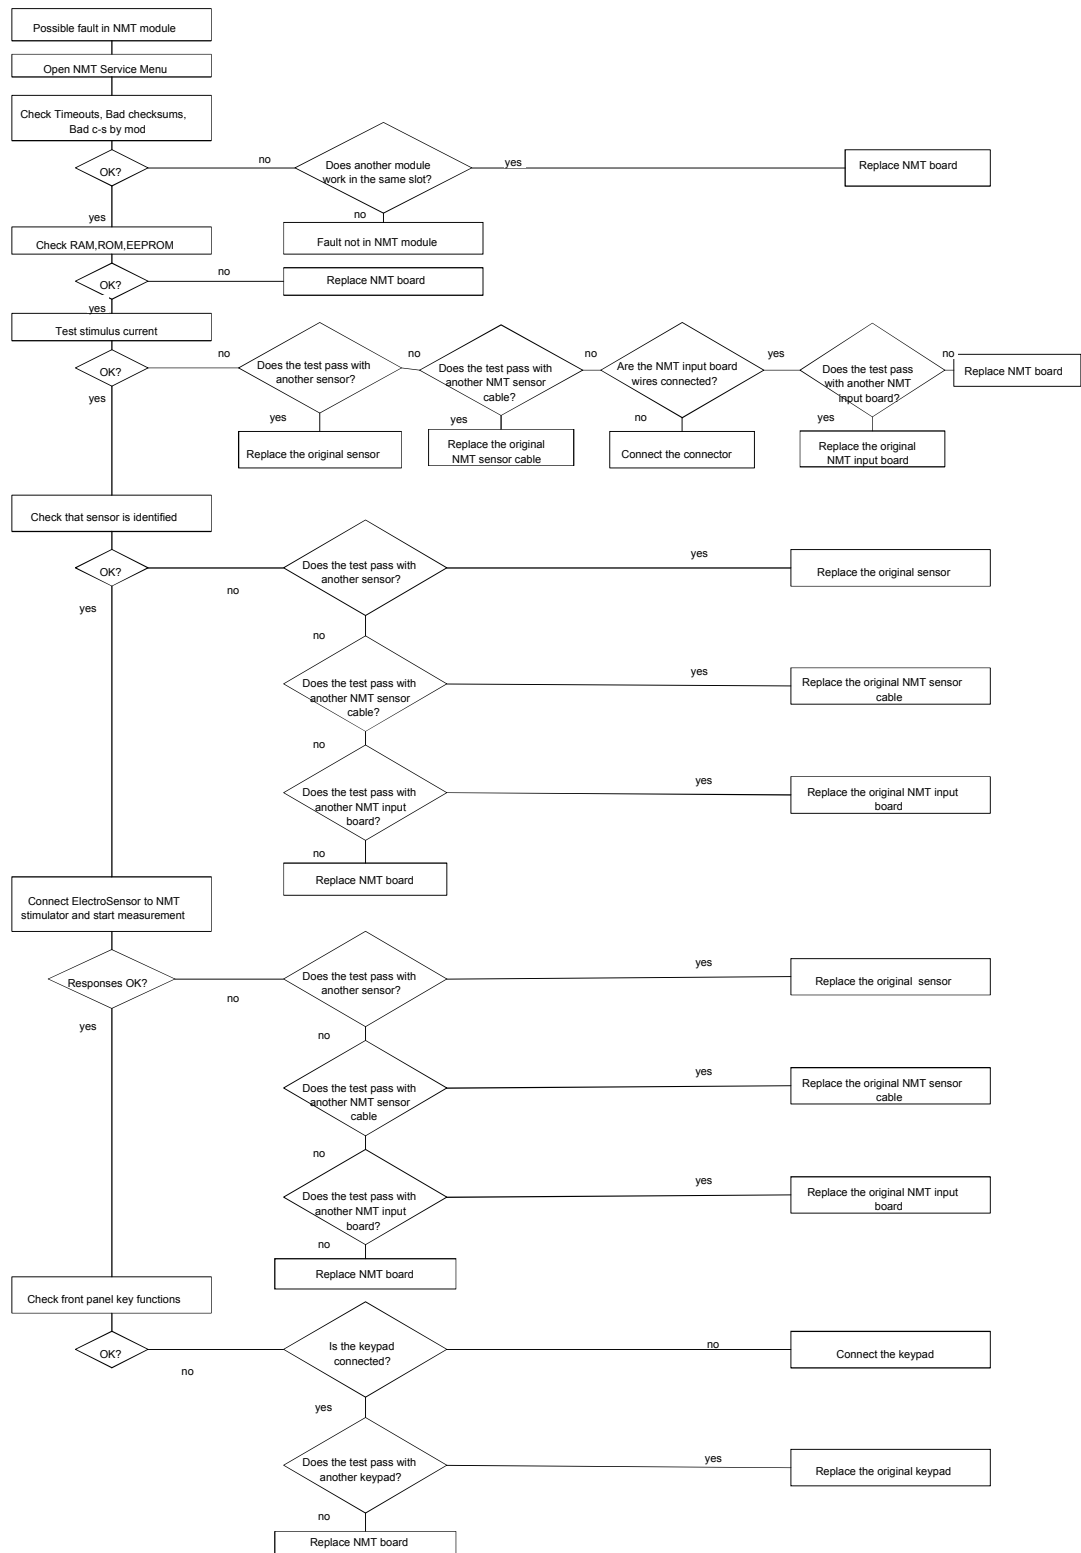 Possible fault in NMT module
Open NMT Service Menu
Check Timeouts, Bad checksums,
Bad c-s by mod
OK?
no
Does another module
work in the same slot?
yes
Replace NMT board
no
Fault not in NMT module
yes
Check RAM,ROM,EEPROM
OK?
no
Replace NMT board
yes
Test stimulus current
OK?
no
Does the test pass with
another sensor?
no
Does the test pass with
another NMT sensor
cable?
no
Are the NMT input board
wires connected?
yes
Does the test pass
with another NMT
input board?
no
Replace NMT board
yes
yes
Replace the original sensor
yes
Replace the original
NMT sensor cable
no
Connect the connector
yes
Replace the original
NMT input board
Check that sensor is identified
OK?
no
Does the test pass with
another sensor?
yes
Replace the original sensor
yes
no
Does the test pass with
another NMT sensor
cable?
yes
Replace the original NMT sensor
cable
no
Does the test pass with
another NMT input
board?
yes
Replace the original NMT input
board
no
Replace NMT board
Connect ElectroSensor to NMT
stimulator and start measurement
Responses OK?
no
Does the test pass with
another sensor?
yes
Replace the original  sensor
yes
no
Does the test pass with
another NMT sensor
cable
yes
Replace the original NMT sensor
cable
no
Does the test pass with
another NMT input
board?
yes
Replace the original NMT input
board
no
Replace NMT board
Check front panel key functions
OK?
no
Is the keypad
connected?
no
Connect the keypad
yes
Does the test pass with
another keypad?
yes
Replace the original keypad
no
Replace NMT board